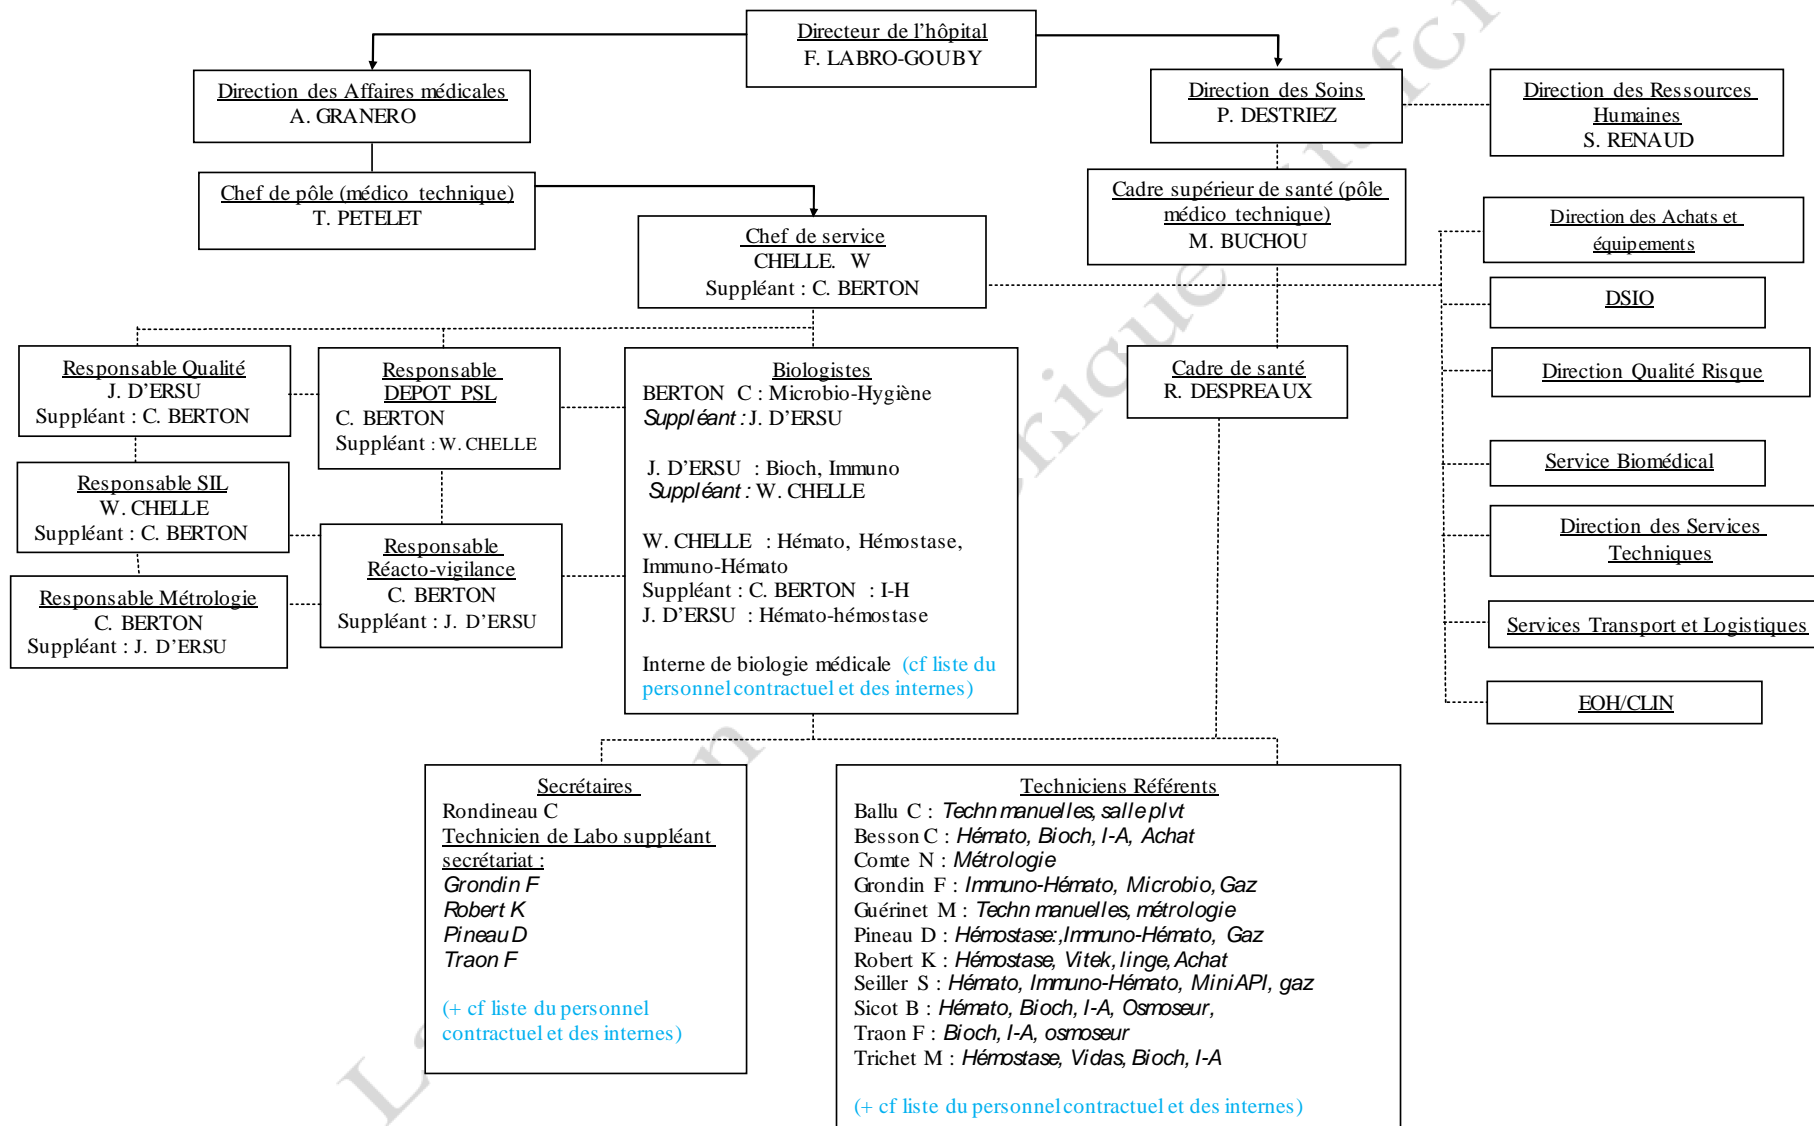 Directeur de l'hôpital
F. LABRO-GOUBY
Direction des Affaires médicales
A. GRANERO
Direction des Soins
P. DESTRIEZ
Direction des Ressources
Humaines
S. RENAUD
Chef de pôle (médico technique)
T. PETELET
Cadre supérieur de santé (pôle
médico technique)
M. BUCHOU
Chef de service
CHELLE. W
Suppléant : C. BERTON
Direction des Achats et
équipements
DSIO
Direction Qualité Risque
Service Biomédical
Direction des Services
Techniques
Services Transport et Logistiques
EOH/CLIN
Responsable Qualité
J. D'ERSU
Suppléant : C. BERTON
Responsable
DEPOT PSL
C. BERTON
Suppléant : W. CHELLE
Responsable SIL
W. CHELLE
Suppléant : C. BERTON
Responsable
Réacto-vigilance
C. BERTON
Suppléant : J. D'ERSU
Responsable Métrologie
C. BERTON
Suppléant : J. D'ERSU
Biologistes
BERTON C : Microbio-Hygiène
Suppléant : J. D'ERSU
J. D'ERSU : Bioch, Immuno
Suppléant : W. CHELLE
W. CHELLE : Hémato, Hémostase,
Immuno-Hémato
Suppléant : C. BERTON : I-H
J. D'ERSU : Hémato-hémostase
Interne de biologie médicale (cf liste du
personnel contractuel et des internes)
Cadre de santé
R. DESPREAUX
Secrétaires
Rondineau C
Technicien de Labo suppléant
secrétariat :
Grondin F
Robert K
Pineau D
Traon F
(+ cf liste du personnel
contractuel et des internes)
Techniciens Référents
Ballu C : Techn manuelles, salle plvt
Besson C : Hémato, Bioch, I-A, Achat
Comte N : Métrologie
Grondin F : Immuno-Hémato, Microbio, Gaz
Guérinet M : Techn manuelles, métrologie
Pineau D : Hémostase:,Immuno-Hémato, Gaz
Robert K : Hémostase, Vitek, linge, Achat
Seiller S : Hémato, Immuno-Hémato, MiniAPI, gaz
Sicot B : Hémato, Bioch, I-A, Osmoseur,
Traon F : Bioch, I-A, osmoseur
Trichet M : Hémostase, Vidas, Bioch, I-A
(+ cf liste du personnel contractuel et des internes)